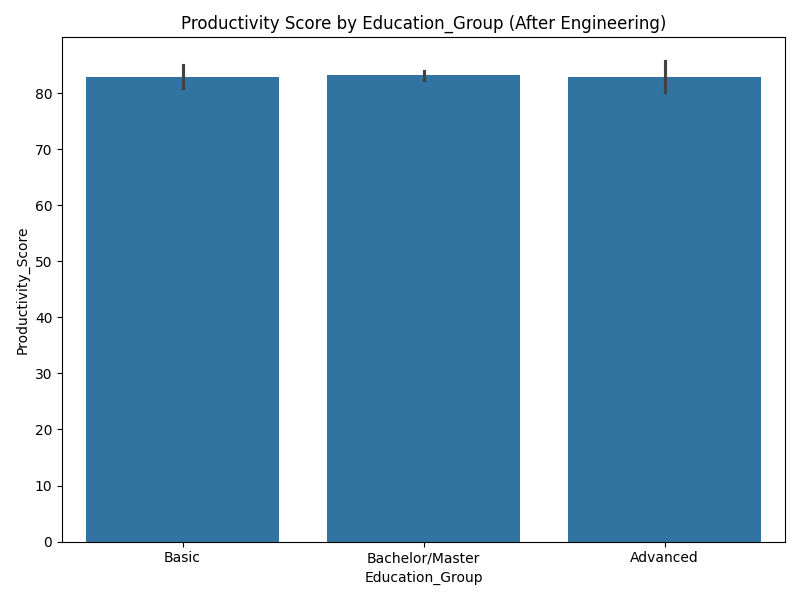 Productivity Score by Education_Group (After Engineering)
Productivity_Score
80
70
60
50
40
30
20
10
0
Basic
Bachelor/Master
Advanced
Education_Group